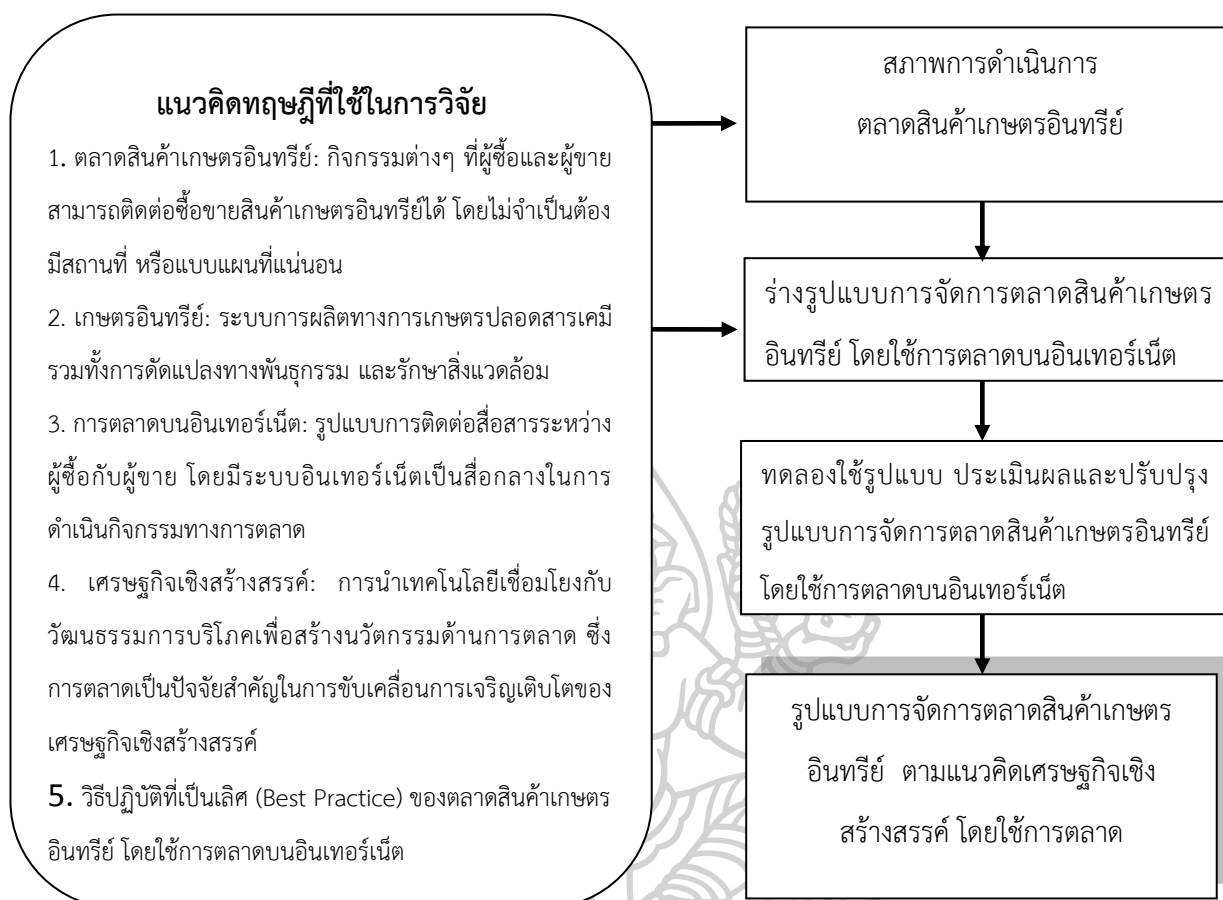 แนวคิดทฤษฎีที่ใช้ในการวิจัย
1. ตลาดสินค้าเกษตรอินทรีย์: กิจกรรมต่างๆ ที่ผู้ซื้อและผู้ขาย
สามารถติดต่อซื้อขายสินค้าเกษตรอินทรีย์ได้ โดยไม่จำเป็นต้อง
มีสถานที่ หรือแบบแผนที่แน่นอน
2. เกษตรอินทรีย์: ระบบการผลิตทางการเกษตรปลอดสารเคมี
รวมทั้งการดัดแปลงทางพันธุกรรม และรักษาสิ่งแวดล้อม
3. การตลาดบนอินเทอร์เน็ต: รูปแบบการติดต่อสื่อสารระหว่าง
ผู้ซื้อกับผู้ขาย โดยมีระบบอินเทอร์เน็ตเป็นสื่อกลางในการ
ดำเนินกิจกรรมทางการตลาด
4. เศรษฐกิจเชิงสร้างสรรค์: การนำเทคโนโลยีเชื่อมโยงกับ
วัฒนธรรมการบริโภคเพื่อสร้างนวัตกรรมด้านการตลาด ซึ่ง
การตลาดเป็นปัจจัยสำคัญในการขับเคลื่อนการเจริญเติบโตของ
เศรษฐกิจเชิงสร้างสรรค์
5. วิธีปฏิบัติที่เป็นเลิศ (Best Practice) ของตลาดสินค้าเกษตร
อินทรีย์ โดยใช้การตลาดบนอินเทอร์เน็ต
สภาพการดำเนินการ
ตลาดสินค้าเกษตรอินทรีย์
ร่างรูปแบบการจัดการตลาดสินค้าเกษตร
อินทรีย์ โดยใช้การตลาดบนอินเทอร์เน็ต
ทดลองใช้รูปแบบ ประเมินผลและปรับปรุง
รูปแบบการจัดการตลาดสินค้าเกษตรอินทรีย์
โดยใช้การตลาดบนอินเทอร์เน็ต
รูปแบบการจัดการตลาดสินค้าเกษตร
อินทรีย์ ตามแนวคิดเศรษฐกิจเชิง
สร้างสรรค์ โดยใช้การตลาด